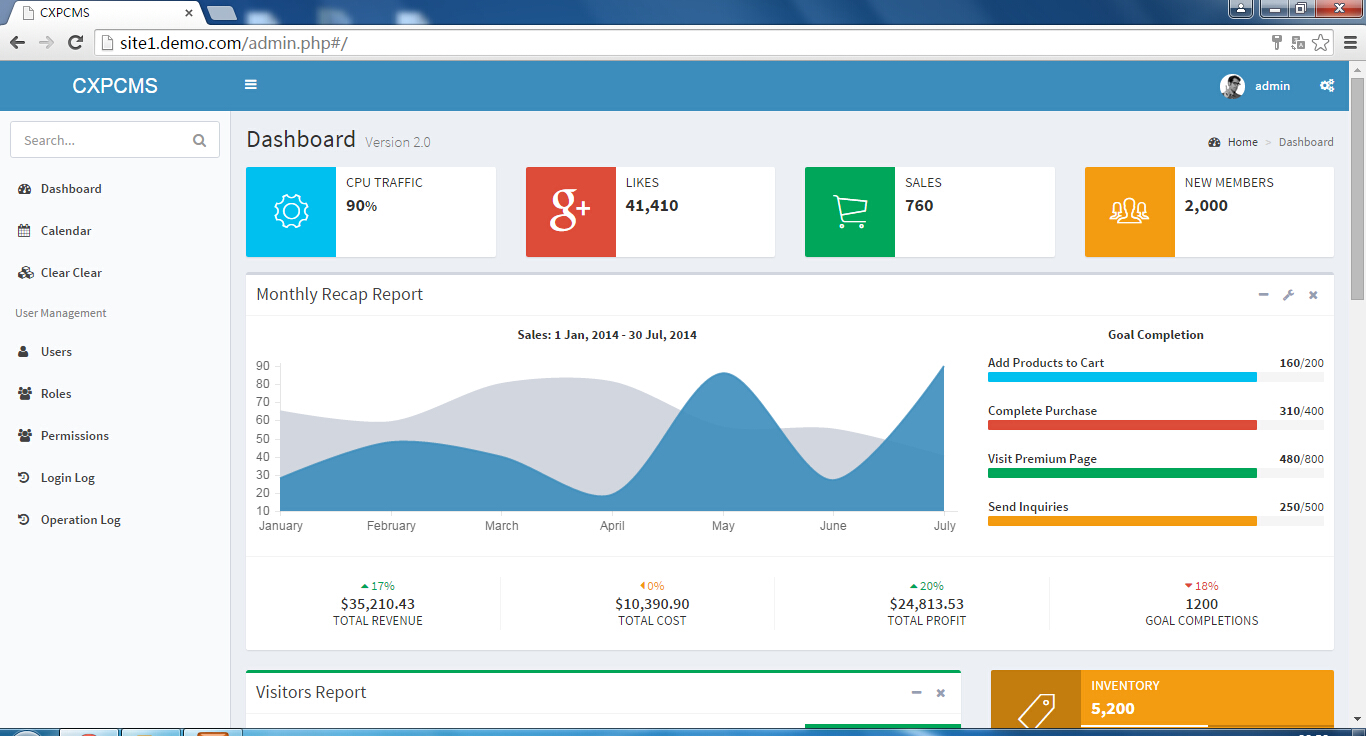 CXPCMS
site1.demo.com/admin.php#/
CXPCMS
admin
Search...
Dashboard
Calendar
Clear Clear
User Management
Users
Roles
Permissions
Login Log
Operation Log
Dashboard Version 2.0
Home > Dashboard
CPU TRAFFIC
90%
g+
LIKES
41,410
SALES
760
NEW MEMBERS
2,000
Monthly Recap Report
Sales: 1 Jan, 2014 - 30 Jul, 2014
90
80
70
60
50
40
30
20
10
January February March April May June July
Goal Completion
Add Products to Cart 160/200
Complete Purchase 310/400
Visit Premium Page 480/800
Send Inquiries 250/500
17%
$35,210.43
TOTAL REVENUE
0%
$10,390.90
TOTAL COST
20%
$24,813.53
TOTAL PROFIT
18%
1200
GOAL COMPLETIONS
Visitors Report
INVENTORY
5,200